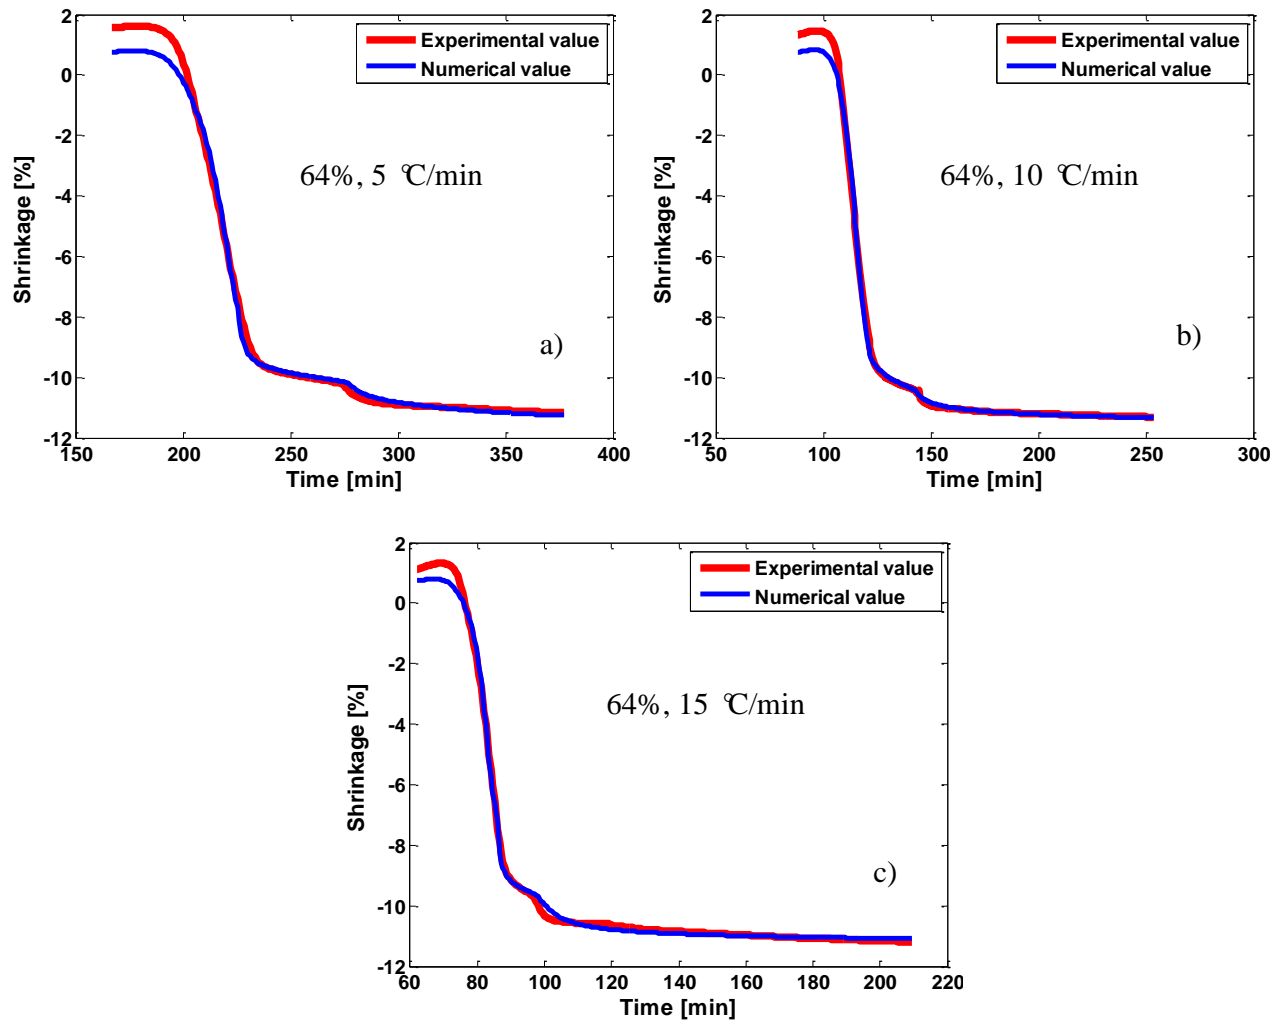 2
0
-2
-4
-6
-8
-10
-12
Shrinkage [%]
Experimental value
Numerical value
64%, 5 °C/min
a)
150 200 250 300 350 400
Time [min]
2
0
-2
-4
-6
-8
-10
-12
Shrinkage [%]
Experimental value
Numerical value
64%, 10 °C/min
b)
50 100 150 200 250 300
Time [min]
2
0
-2
-4
-6
-8
-10
-12
Shrinkage [%]
Experimental value
Numerical value
64%, 15 °C/min
c)
60 80 100 120 140 160 180 200 220
Time [min]